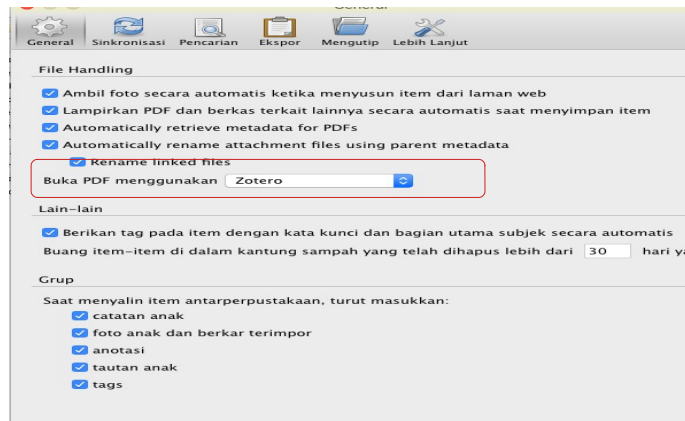 General
General Sinkronisasi Pencarian Ekspor Mengutip Lebih Lanjut
File Handling
Ambil foto secara automatis ketika menyusun item dari laman web
Lampirkan PDF dan berkas terkait lainnya secara automatis saat menyimpan item
Automatically retrieve metadata for PDFs
Automatically rename attachment files using parent metadata
Rename linked files
Buka PDF menggunakan Zotero
Lain-lain
Berikan tag pada item dengan kata kunci dan bagian utama subjek secara automatis
Buang item-item di dalam kantung sampah yang telah dihapus lebih dari 30 hari ya
Grup
Saat menyalin item antarperpustakaan, turut masukkan:
catatan anak
foto anak dan berkar terimpor
anotasi
tautan anak
tags